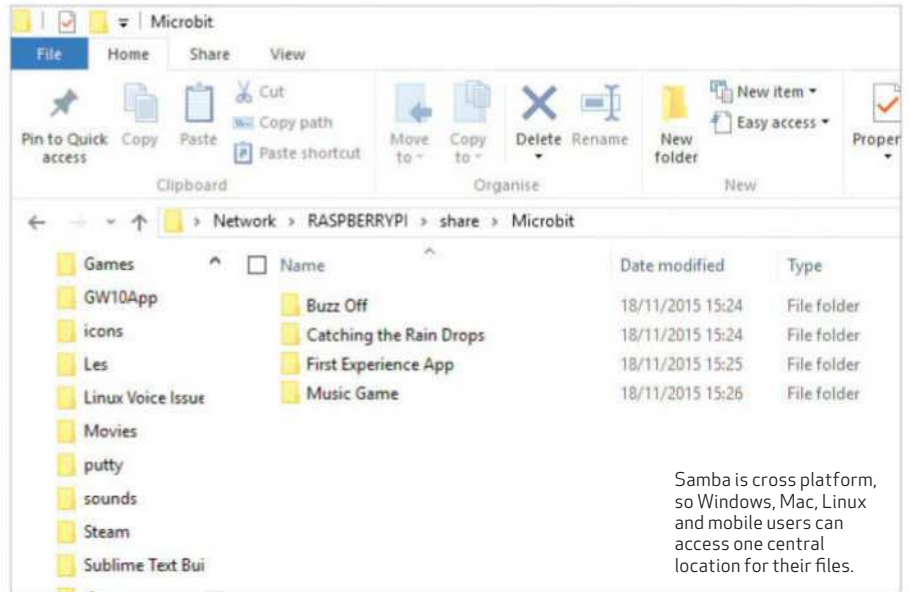 Microbit
File Home Share View
Pin to Quick access
Copy
Paste
Cut
Copy path
Paste shortcut
Move to
Copy to
Delete
Rename
New folder
New item
Easy access
Proper
Clipboard
Organise
New
Network > RASPBERRYPI > share > Microbit
Games
GW10App
icons
Les
Linux Voice Issue
Movies
putty
sounds
Steam
Sublime Text Bui
Name Date modified Type
Buzz Off 18/11/2015 15:24 File folder
Catching the Rain Drops 18/11/2015 15:24 File folder
First Experience App 18/11/2015 15:25 File folder
Music Game 18/11/2015 15:26 File folder
Samba is cross platform,
so Windows, Mac, Linux
and mobile users can
access one central
location for their files.